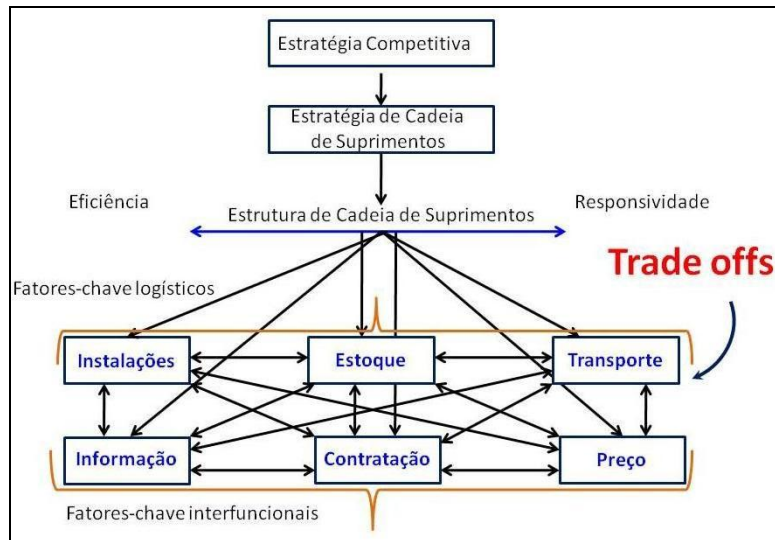 Estratégia Competitiva
Estratégia de Cadeia
de Suprimentos
Eficiência
Estrutura de Cadeia de Suprimentos
Responsividade
Trade offs
Fatores-chave logísticos
Instalações
Estoque
Transporte
Informação
Contratação
Preço
Fatores-chave interfuncionais